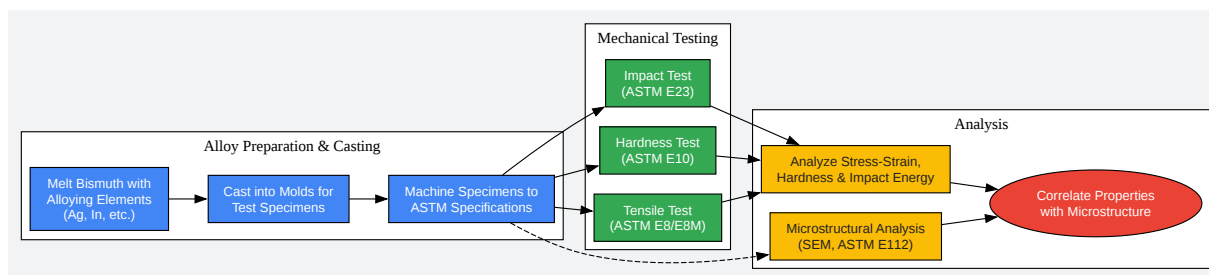 Alloy Preparation & Casting
Melt Bismuth with
Alloying Elements
(Ag, In, etc.)
Cast into Molds for
Test Specimens
Machine Specimens to
ASTM Specifications
Mechanical Testing
Impact Test
(ASTM E23)
Hardness Test
(ASTM E10)
Tensile Test
(ASTM E8/E8M)
Analysis
Analyze Stress-Strain,
Hardness & Impact Energy
Microstructural Analysis
(SEM, ASTM E112)
Correlate Properties
with Microstructure